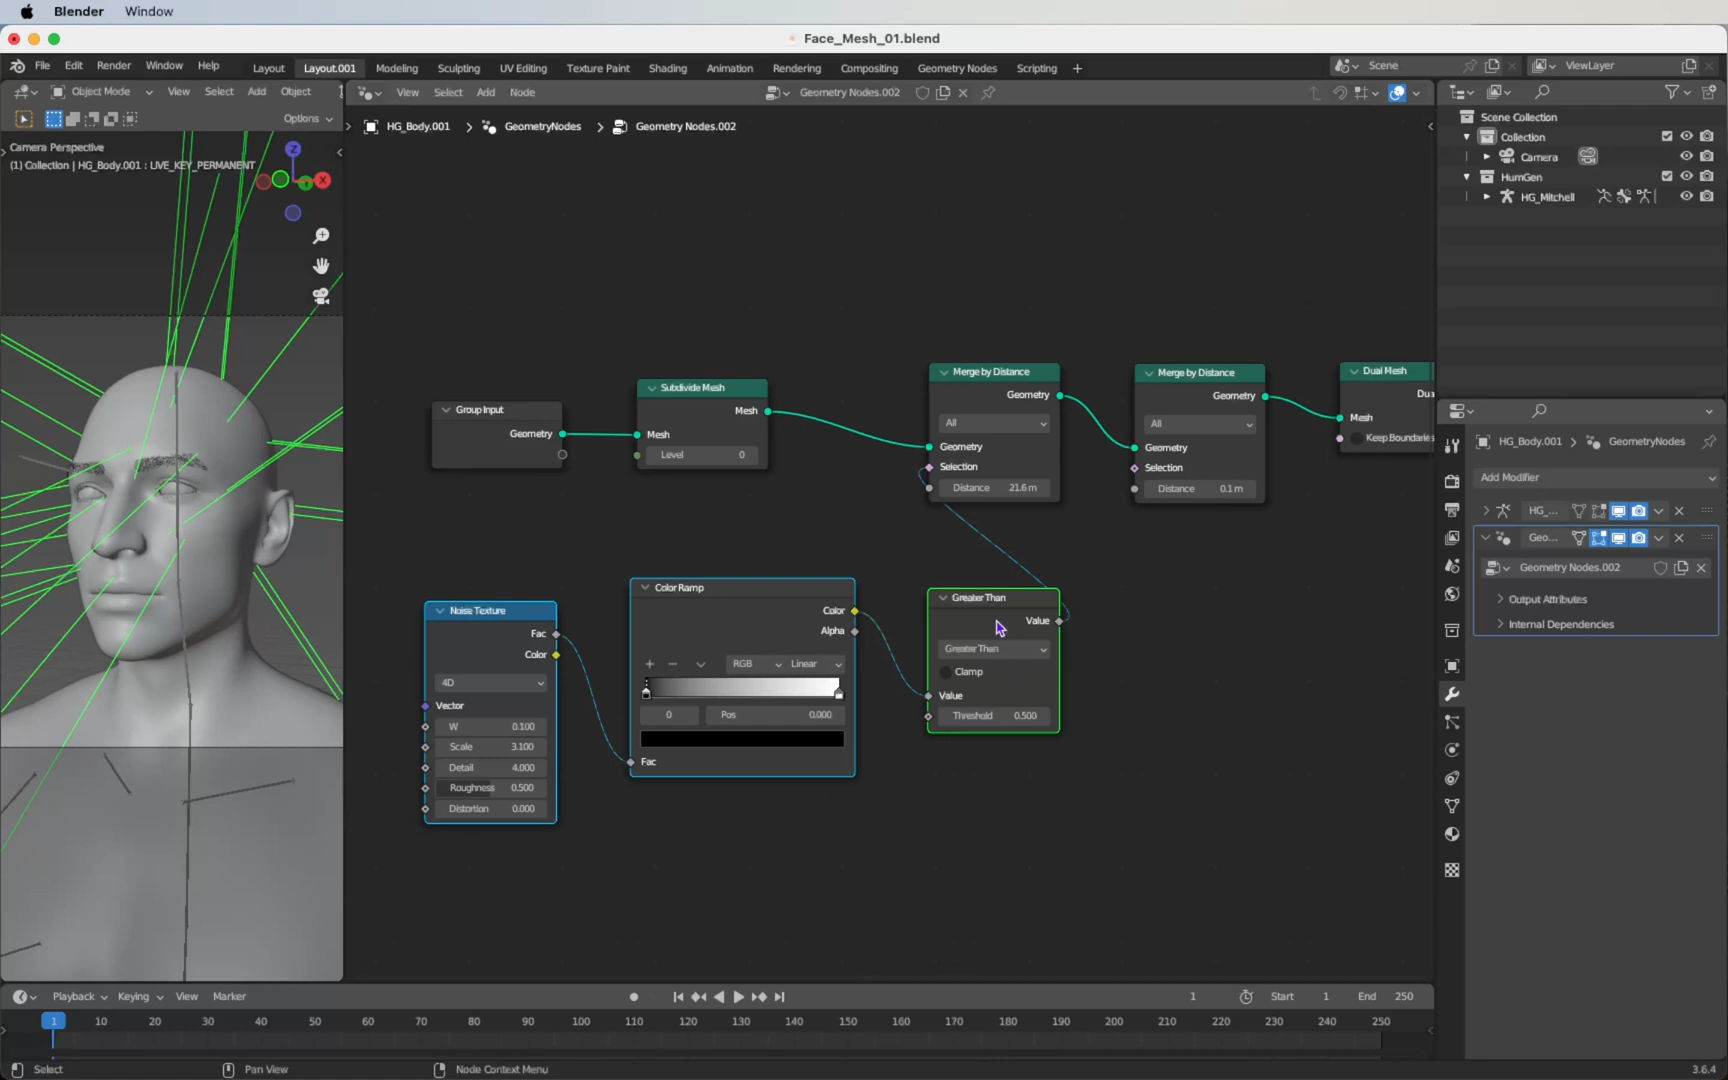 Blender Window
Face_Mesh_01.blend
File Edit Render Window Help Layout Layout.001 Modeling Sculpting UV Editing Texture Paint Shading Animation Rendering Compositing Geometry Nodes Scripting + Scene ViewLayer
Object Mode View Select Add Object
View Select Add Node Geometry Nodes.002
Options
HG_Body.001 > GeometryNodes > Geometry Nodes.002
Camera Perspective
(1) Collection | HG_Body.001 : LIVE_KEY_PERMANENT
Z
X
Scene Collection
Collection
Camera
HumGen
HG_Mitchell
Group Input
Geometry
Subdivide Mesh
Mesh
Mesh
Level 0
Merge by Distance
Geometry
All
Geometry
Selection
Distance 21.6 m
Merge by Distance
Geometry
All
Geometry
Selection
Distance 0.1 m
Dual Mesh
Dua
Mesh
Keep Boundaries
Noise Texture
Fac
Color
4D
Vector
W 0.100
Scale 3.100
Detail 4.000
Roughness 0.500
Distortion 0.000
Color Ramp
Color
Alpha
RGB Linear
0 Pos 0.000
Fac
Greater Than
Value
Greater Than
Clamp
Value
Threshold 0.500
HG_Body.001 > GeometryNodes
Add Modifier
HG_...
Geo...
Geometry Nodes.002
Output Attributes
Internal Dependencies
Playback Keying View Marker
1 Start 1 End 250
1 10 20 30 40 50 60 70 80 90 100 110 120 130 140 150 160 170 180 190 200 210 220 230 240 250
Select Pan View Node Context Menu 3.6.4